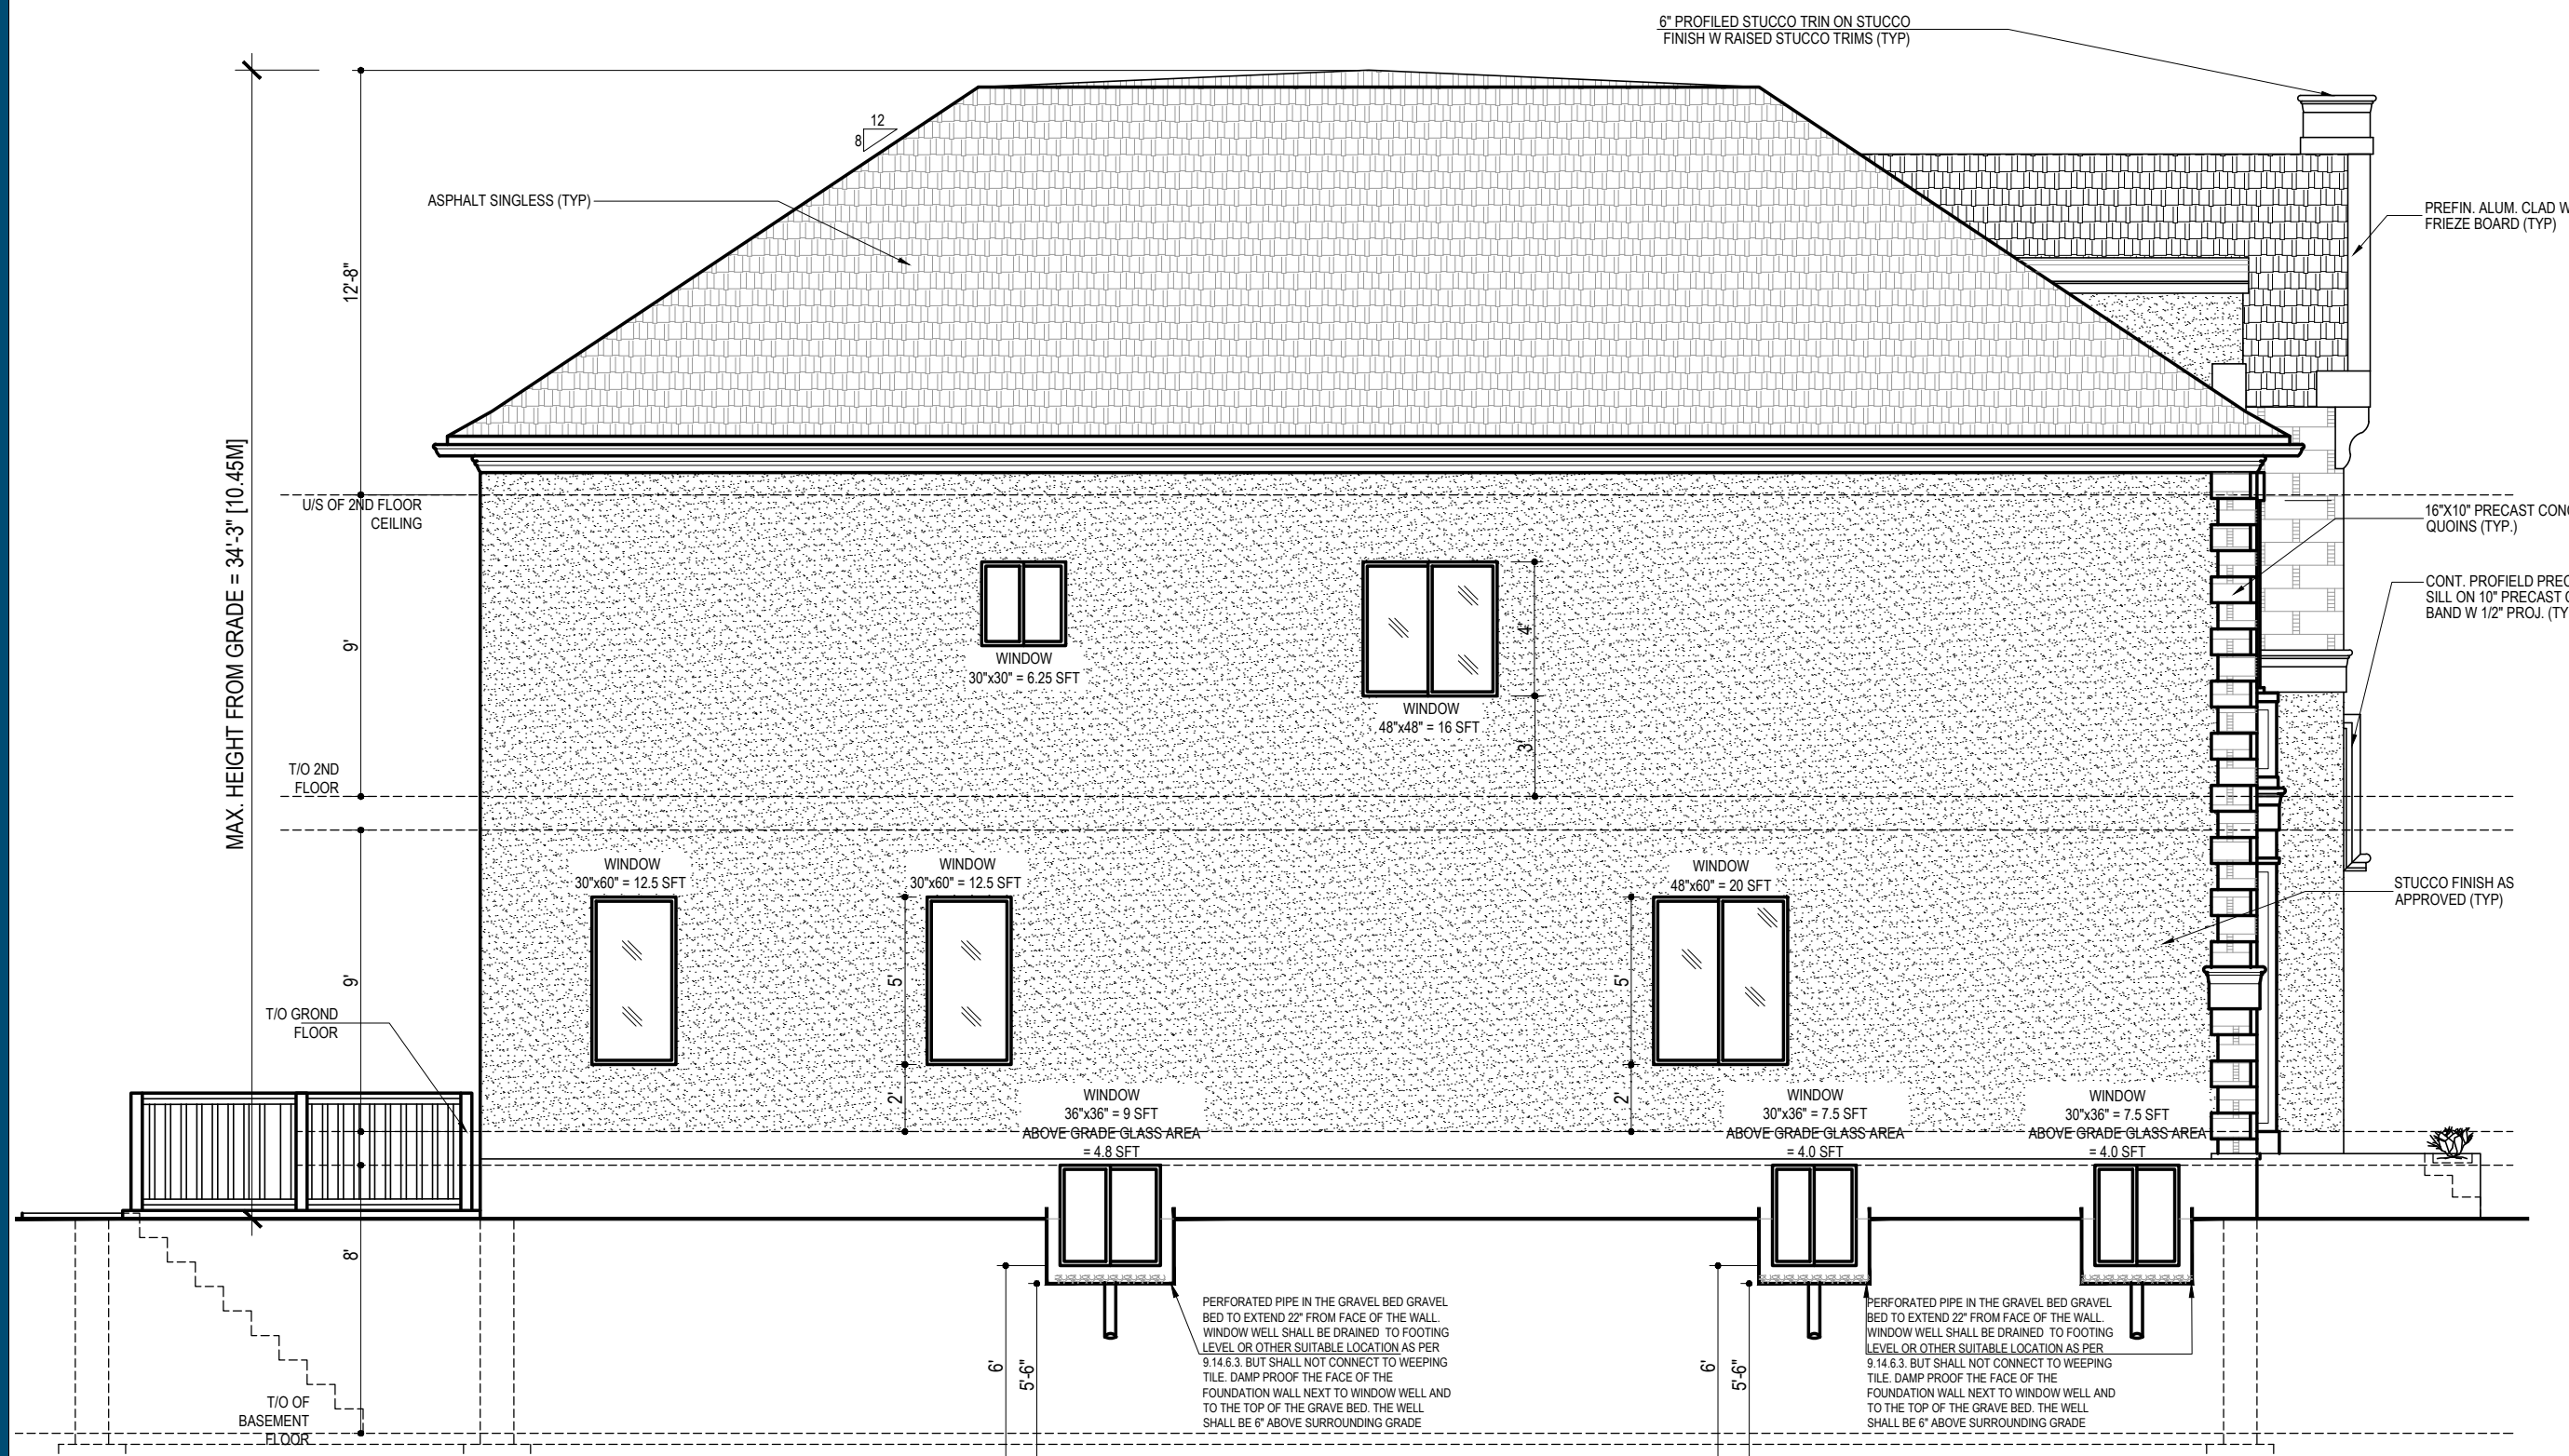 6" PROFILED STUCCO TRIN ON STUCCO
FINISH W RAISED STUCCO TRIMS (TYP)
12
8
ASPHALT SINGLESS (TYP)
PREFIN. ALUM. CLAD W
FRIEZE BOARD (TYP)
12'-8"
MAX. HEIGHT FROM GRADE = 34'-3" [10.45M]
U/S OF 2ND FLOOR
CEILING
16"X10" PRECAST CONC
QUOINS (TYP.)
CONT. PROFIELD PREC
SILL ON 10" PRECAST C
BAND W 1/2" PROJ. (TY
9'
4'
WINDOW
30"x30" = 6.25 SFT
WINDOW
48"x48" = 16 SFT
3'
T/O 2ND
FLOOR
WINDOW
30"x60" = 12.5 SFT
WINDOW
30"x60" = 12.5 SFT
WINDOW
48"x60" = 20 SFT
STUCCO FINISH AS
APPROVED (TYP)
9'
5'
5'
T/O GROND
FLOOR
2'
2'
WINDOW
36"x36" = 9 SFT
ABOVE GRADE GLASS AREA
= 4.8 SFT
WINDOW
30"x36" = 7.5 SFT
ABOVE GRADE GLASS AREA
= 4.0 SFT
WINDOW
30"x36" = 7.5 SFT
ABOVE GRADE GLASS AREA
= 4.0 SFT
8'
6'
5'-6"
PERFORATED PIPE IN THE GRAVEL BED GRAVEL
BED TO EXTEND 22" FROM FACE OF THE WALL.
WINDOW WELL SHALL BE DRAINED TO FOOTING
LEVEL OR OTHER SUITABLE LOCATION AS PER
9.14.6.3. BUT SHALL NOT CONNECT TO WEEPING
TILE. DAMP PROOF THE FACE OF THE
FOUNDATION WALL NEXT TO WINDOW WELL AND
TO THE TOP OF THE GRAVE BED. THE WELL
SHALL BE 6" ABOVE SURROUNDING GRADE
6'
5'-6"
PERFORATED PIPE IN THE GRAVEL BED GRAVEL
BED TO EXTEND 22" FROM FACE OF THE WALL.
WINDOW WELL SHALL BE DRAINED TO FOOTING
LEVEL OR OTHER SUITABLE LOCATION AS PER
9.14.6.3. BUT SHALL NOT CONNECT TO WEEPING
TILE. DAMP PROOF THE FACE OF THE
FOUNDATION WALL NEXT TO WINDOW WELL AND
TO THE TOP OF THE GRAVE BED. THE WELL
SHALL BE 6" ABOVE SURROUNDING GRADE
T/O OF
BASEMENT
FLOOR